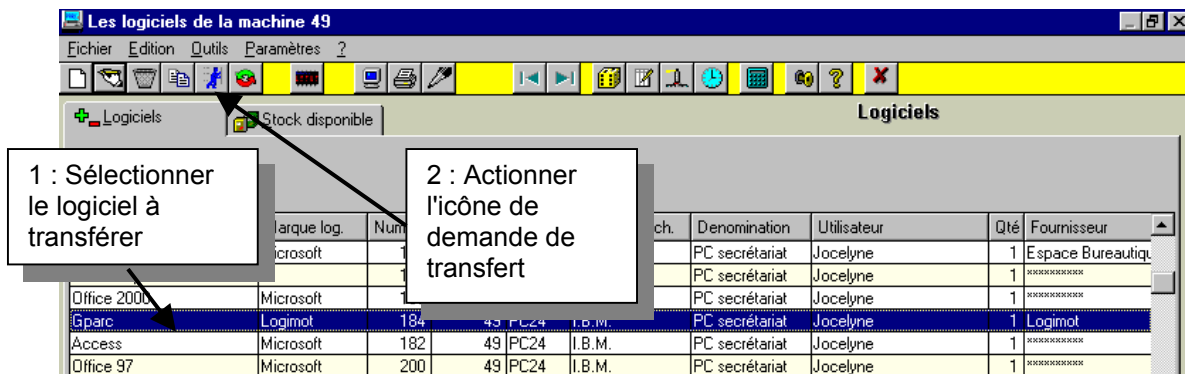 Les logiciels de la machine 49
Fichier Edition Outils Paramètres ?
Logiciels Stock disponible Logiciels
1 : Sélectionner
le logiciel à
transférer
2 : Actionner
l'icône de
demande de
transfert
Marque log. Num ch. Denomination Utilisateur Qté Fournisseur
Microsoft 1 PC secrétariat Jocelyne 1 Espace Bureautiqu
1 PC secrétariat Jocelyne 1 **********
Office 2000 Microsoft 1 PC secrétariat Jocelyne 1 **********
Gparc Logimot 184 49 PC24 I.B.M. PC secrétariat Jocelyne 1 Logimot
Access Microsoft 182 49 PC24 I.B.M. PC secrétariat Jocelyne 1 **********
Office 97 Microsoft 200 49 PC24 I.B.M. PC secrétariat Jocelyne 1 **********